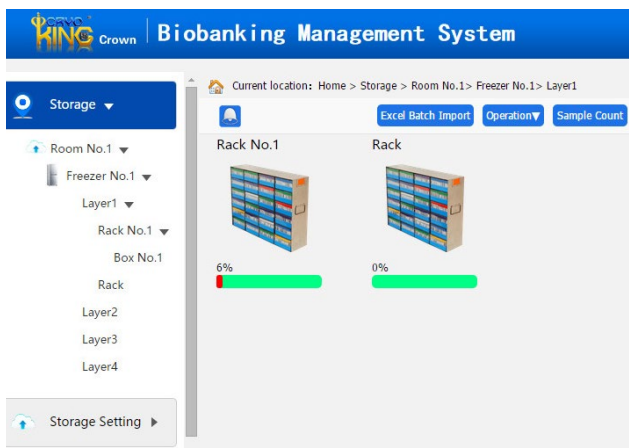 CRYO
KING Crown
Biobanking Management System
Storage
Room No.1
Freezer No.1
Layer1
Rack No.1
Box No.1
Rack
Layer2
Layer3
Layer4
Storage Setting
Current location: Home > Storage > Room No.1> Freezer No.1> Layer1
Excel Batch Import Operation▼ Sample Count
Rack No.1 Rack
6% 0%